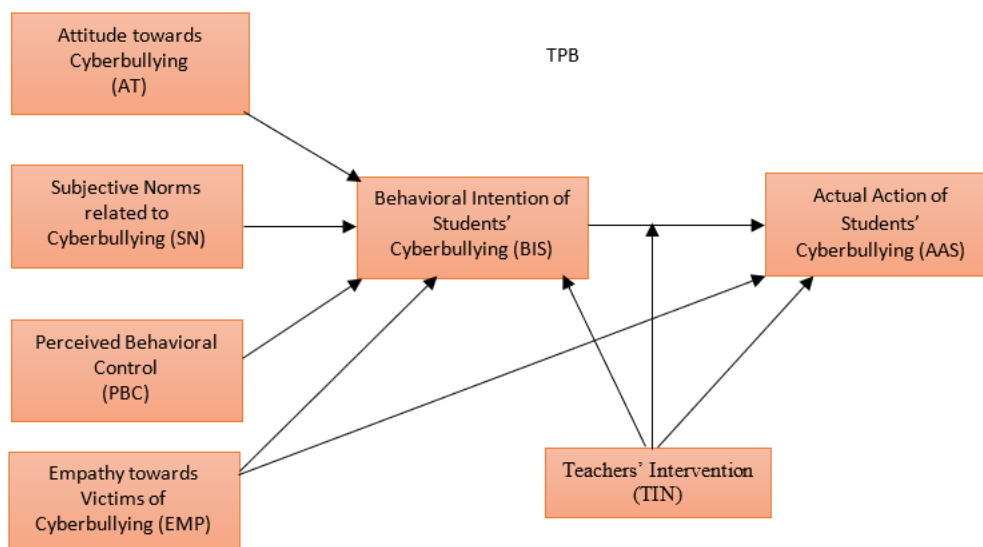 Attitude towards
Cyberbullying
(AT)
TPB
Subjective Norms
related to
Cyberbullying (SN)
Behavioral Intention of
Students’
Cyberbullying (BIS)
Actual Action of
Students’
Cyberbullying (AAS)
Perceived Behavioral
Control
(PBC)
Empathy towards
Victims of
Cyberbullying (EMP)
Teachers’ Intervention
(TIN)